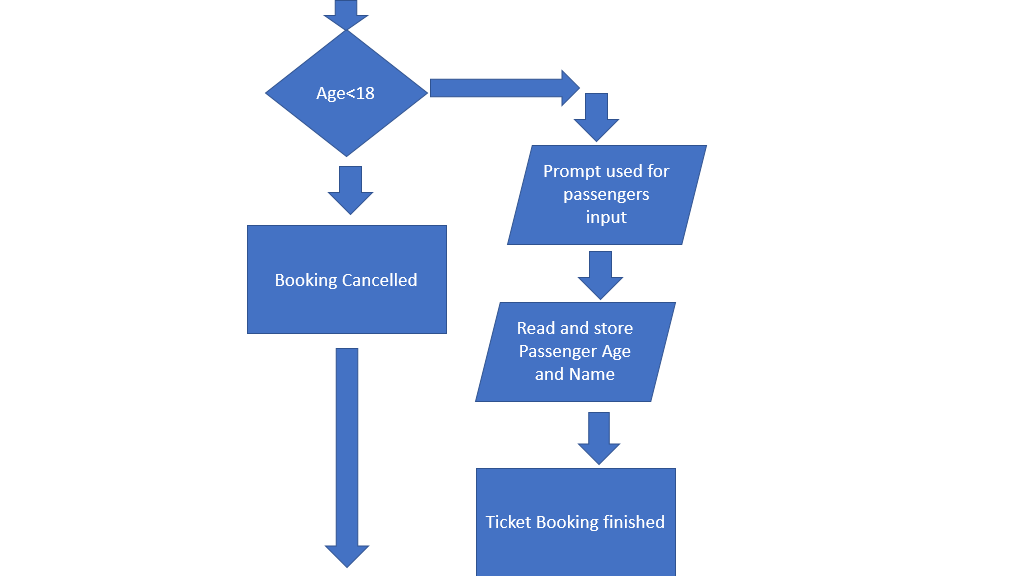 Age<18
Prompt used for
passengers
input
Booking Cancelled
Read and store
Passenger Age
and Name
Ticket Booking finished